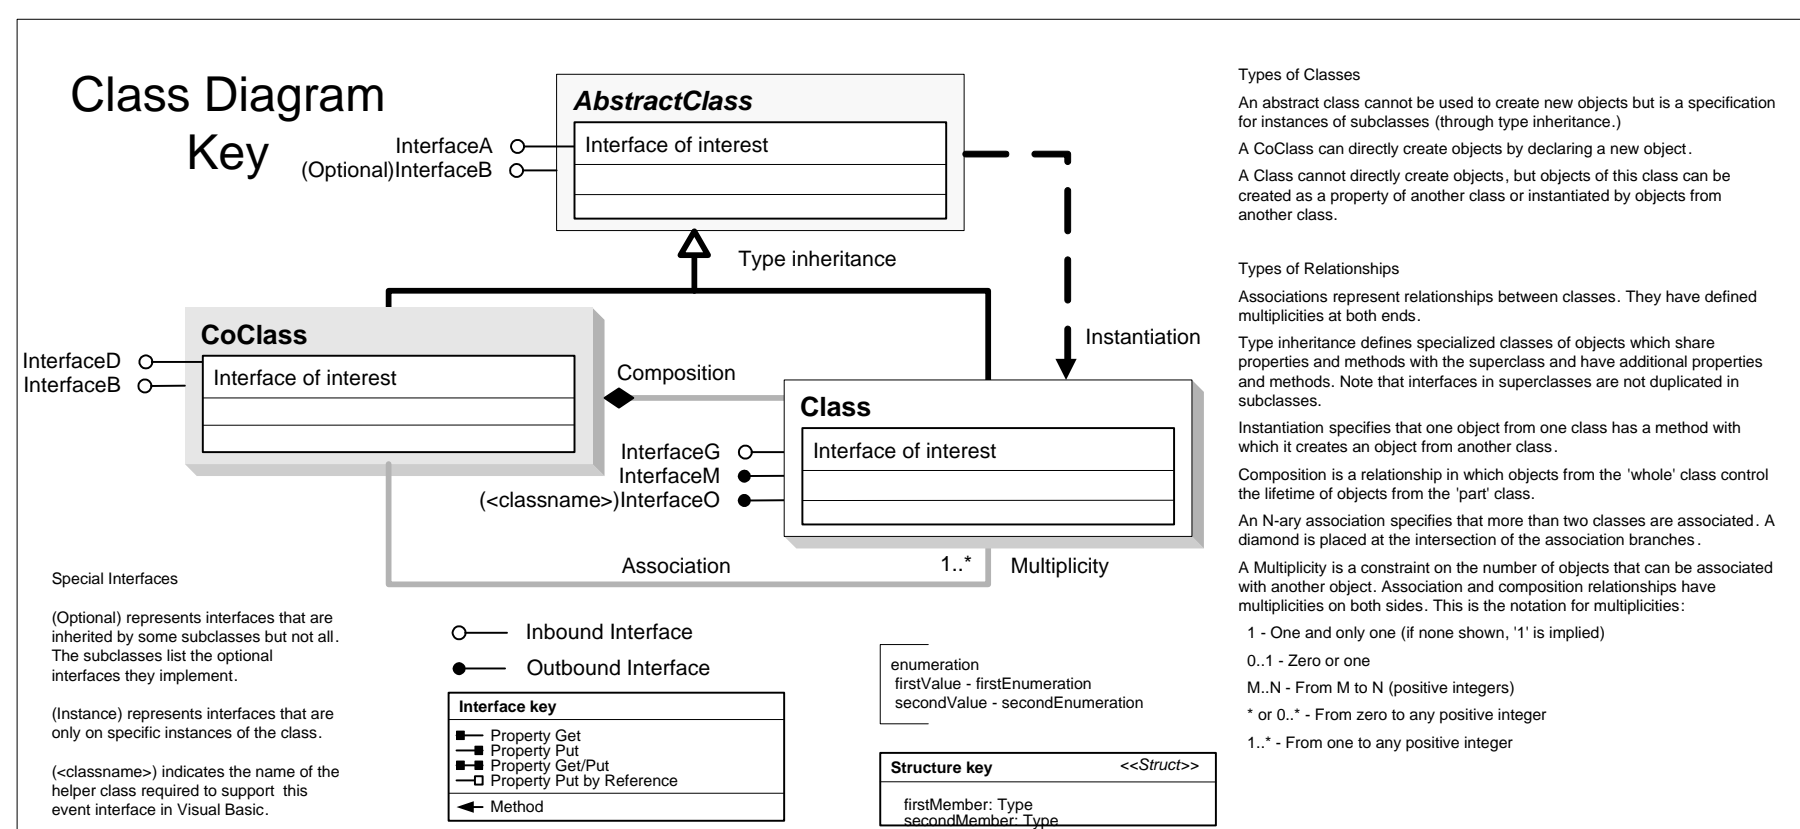 Class Diagram
Key
AbstractClass
Interface of interest
InterfaceA
(Optional)InterfaceB
Type inheritance
Instantiation
CoClass
Interface of interest
InterfaceD
InterfaceB
Composition
Class
Interface of interest
InterfaceG
InterfaceM
(<classname>)InterfaceO
Association
1..*
Multiplicity
Special Interfaces
(Optional) represents interfaces that are
inherited by some subclasses but not all.
The subclasses list the optional
interfaces they implement.
(Instance) represents interfaces that are
only on specific instances of the class.
(<classname>) indicates the name of the
helper class required to support this
event interface in Visual Basic.
Inbound Interface
Outbound Interface
Interface key
Property Get
Property Put
Property Get/Put
Property Put by Reference
Method
enumeration
firstValue - firstEnumeration
secondValue - secondEnumeration
Structure key <<Struct>>
firstMember: Type
secondMember: Type
Types of Classes
An abstract class cannot be used to create new objects but is a specification
for instances of subclasses (through type inheritance.)
A CoClass can directly create objects by declaring a new object.
A Class cannot directly create objects, but objects of this class can be
created as a property of another class or instantiated by objects from
another class.
Types of Relationships
Associations represent relationships between classes. They have defined
multiplicities at both ends.
Type inheritance defines specialized classes of objects which share
properties and methods with the superclass and have additional properties
and methods. Note that interfaces in superclasses are not duplicated in
subclasses.
Instantiation specifies that one object from one class has a method with
which it creates an object from another class.
Composition is a relationship in which objects from the 'whole' class control
the lifetime of objects from the 'part' class.
An N-ary association specifies that more than two classes are associated. A
diamond is placed at the intersection of the association branches.
A Multiplicity is a constraint on the number of objects that can be associated
with another object. Association and composition relationships have
multiplicities on both sides. This is the notation for multiplicities:
1 - One and only one (if none shown, '1' is implied)
0..1 - Zero or one
M..N - From M to N (positive integers)
* or 0..* - From zero to any positive integer
1..* - From one to any positive integer